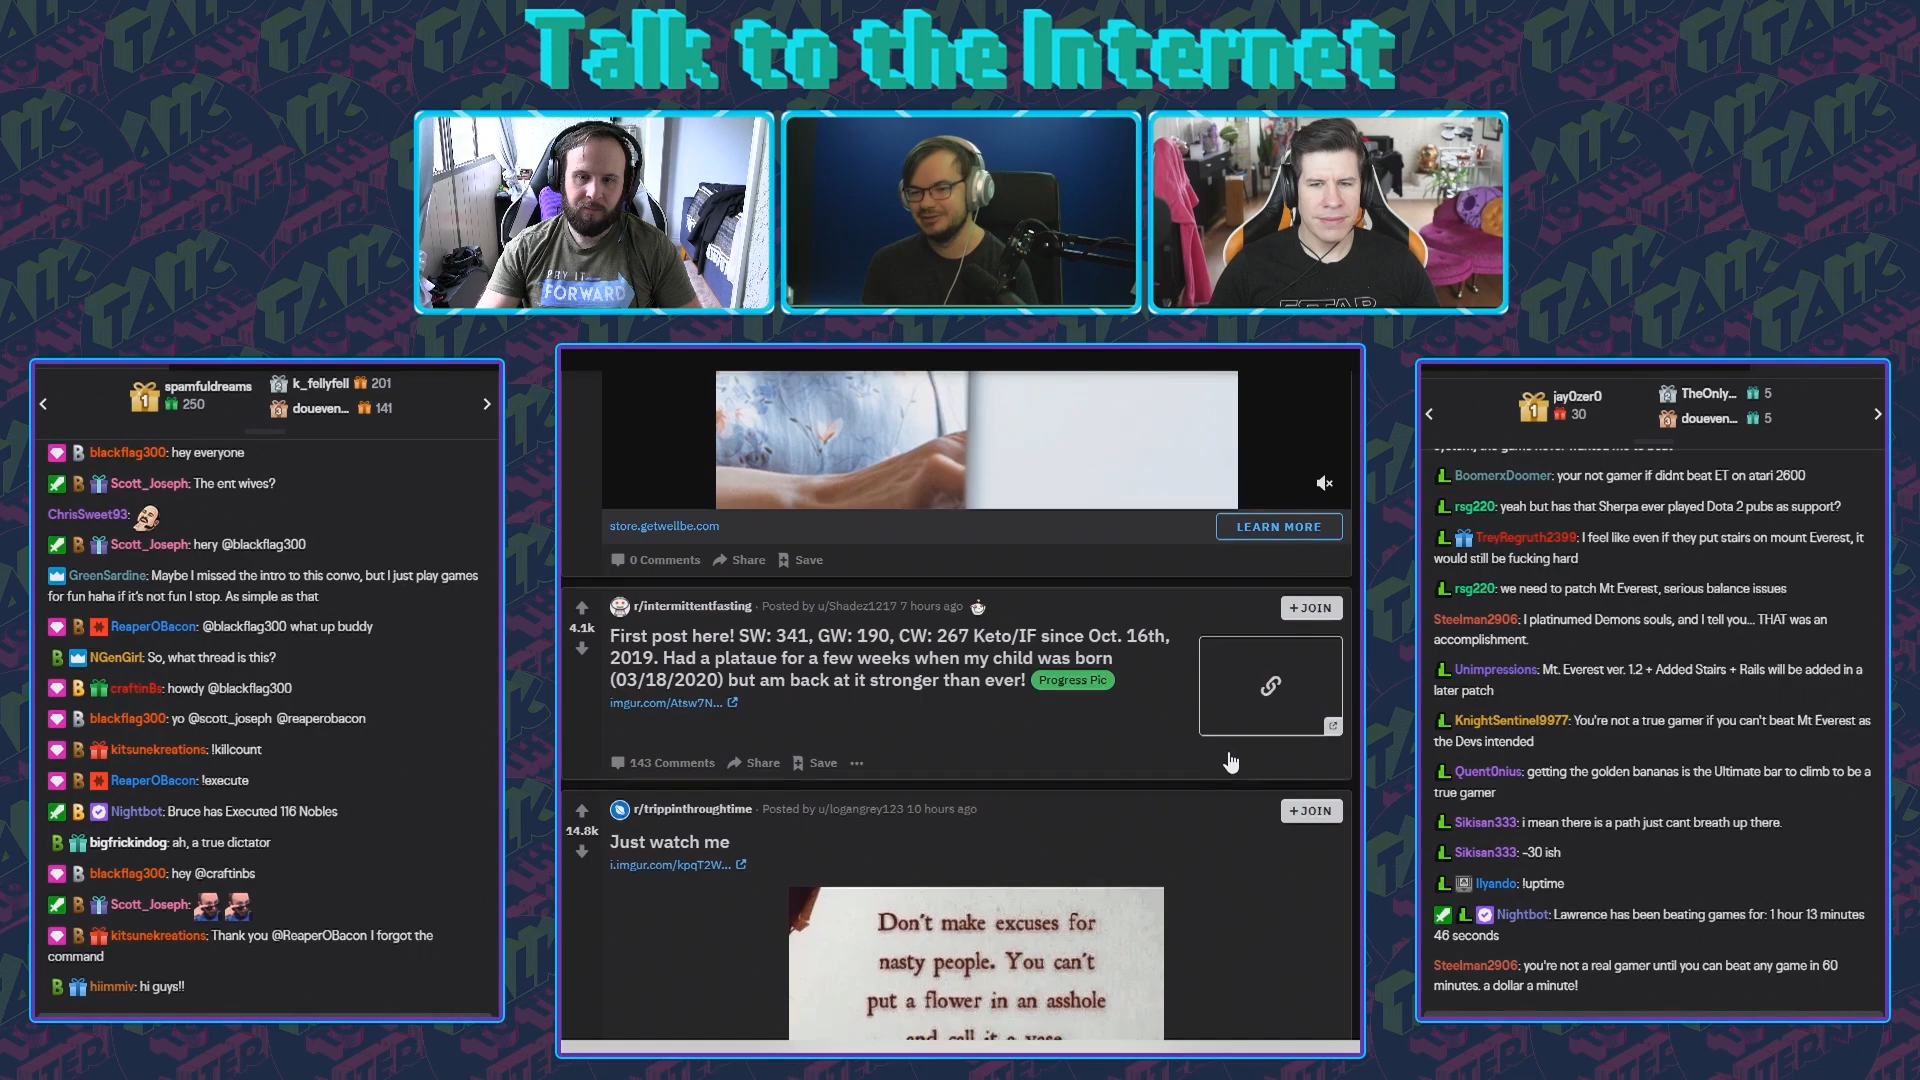 Talk to the Internet
PAY IT
FORWARD
spamfuldreams
250
k_fellyfell 201
doueven... 141
blackflag300: hey everyone
Scott_Joseph: The ent wives?
ChrisSweet93:
Scott_Joseph: hery @blackflag300
GreenSardine: Maybe I missed the intro to this convo, but I just play games
for fun haha if it's not fun I stop. As simple as that
ReaperOBacon: @blackflag300 what up buddy
NGenGirl: So, what thread is this?
craftinBs: howdy @blackflag300
blackflag300: yo @scott_joseph @reaperobacon
kitsunekreations: !killcount
ReaperOBacon: !execute
Nightbot: Bruce has Executed 116 Nobles
bigfrickindog: ah, a true dictator
blackflag300: hey @craftinbs
Scott_Joseph:
kitsunekreations: Thank you @ReaperOBacon I forgot the
command
hiimmiv: hi guys!!
store.getwellbe.com
LEARN MORE
0 Comments Share Save
r/intermittentfasting · Posted by u/Shadez1217 7 hours ago
+JOIN
4.1k
First post here! SW: 341, GW: 190, CW: 267 Keto/IF since Oct. 16th,
2019. Had a plataue for a few weeks when my child was born
(03/18/2020) but am back at it stronger than ever! Progress Pic
imgur.com/Atsw7N...
143 Comments Share Save ...
r/trippinthroughtime · Posted by u/logangrey123 10 hours ago
+JOIN
14.8k
Just watch me
i.imgur.com/kpqT2W...
Don't make excuses for
nasty people. You can't
put a flower in an asshole
and call it a vase
jay0zer0
30
TheOnly... 5
doueven... 5
BoomerxDoomer: your not gamer if didnt beat ET on atari 2600
rsg220: yeah but has that Sherpa ever played Dota 2 pubs as support?
TreyRegruth2399: I feel like even if they put stairs on mount Everest, it
would still be fucking hard
rsg220: we need to patch Mt Everest, serious balance issues
Steelman2906: I platinumed Demons souls, and I tell you... THAT was an
accomplishment.
Unimpressions: Mt. Everest ver. 1.2 + Added Stairs + Rails will be added in a
later patch
KnightSentinel9977: You're not a true gamer if you can't beat Mt Everest as
the Devs intended
Quent0nius: getting the golden bananas is the Ultimate bar to climb to be a
true gamer
Sikisan333: i mean there is a path just cant breath up there.
Sikisan333: -30 ish
Ilyando: !uptime
Nightbot: Lawrence has been beating games for: 1 hour 13 minutes
46 seconds
Steelman2906: you're not a real gamer until you can beat any game in 60
minutes. a dollar a minute!